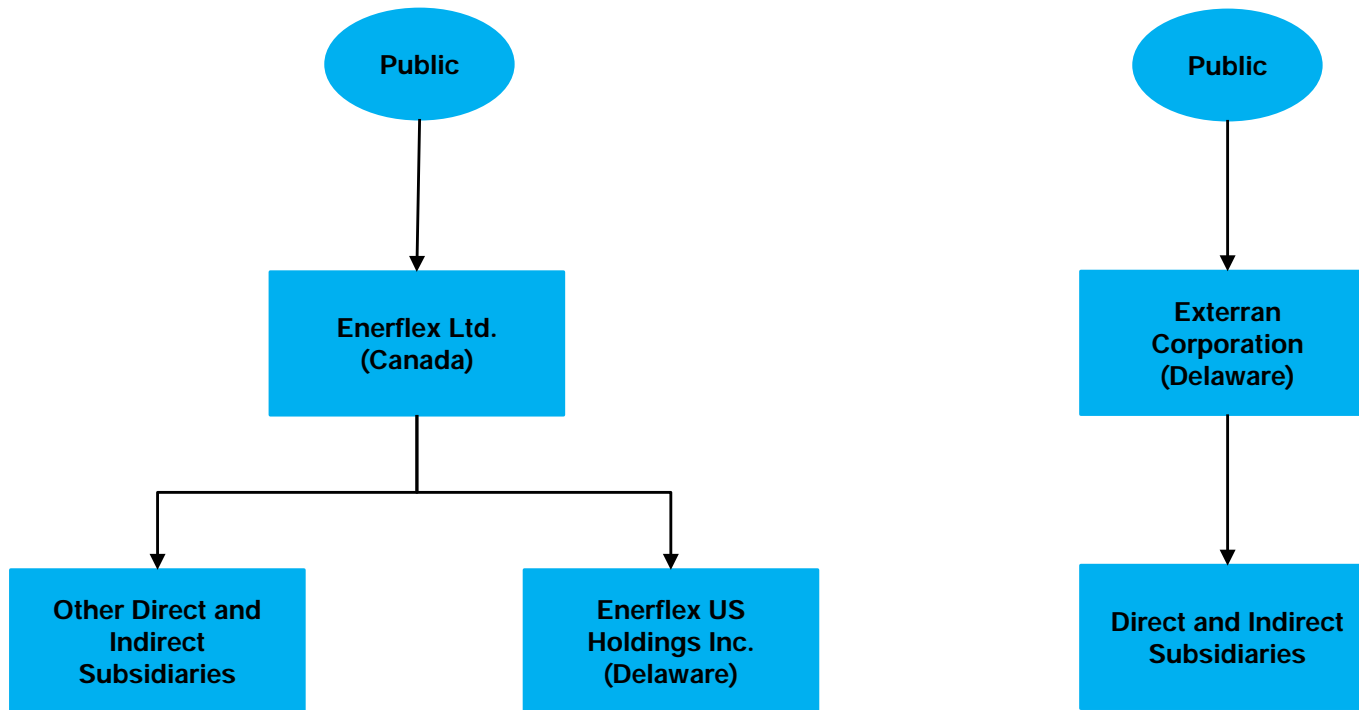 Public
Public
Enerflex Ltd.
(Canada)
Exterran
Corporation
(Delaware)
Other Direct and
Indirect
Subsidiaries
Enerflex US
Holdings Inc.
(Delaware)
Direct and Indirect
Subsidiaries